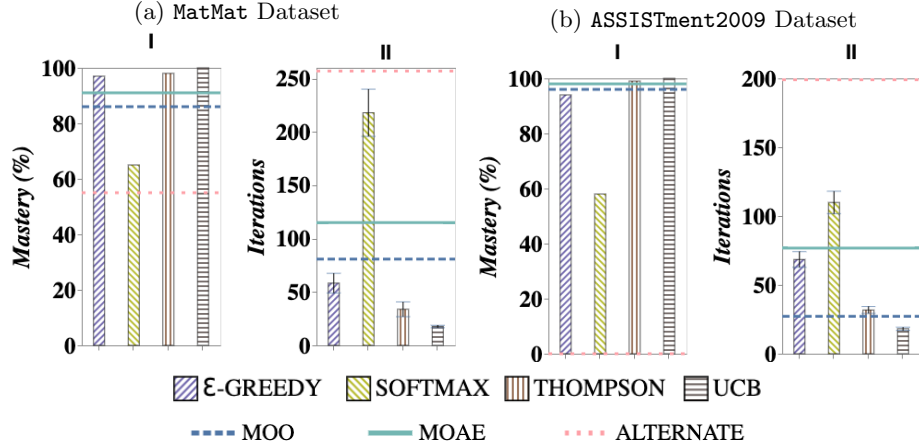 (a) MatMat Dataset
(b) ASSISTment2009 Dataset
I
II
I
II
Mastery (%)
100
80
60
40
20
0
Iterations
250
200
150
100
50
0
Mastery (%)
100
80
60
40
20
0
Iterations
200
150
100
50
0
Ɛ-GREEDY SOFTMAX THOMPSON UCB
MOO MOAE ALTERNATE